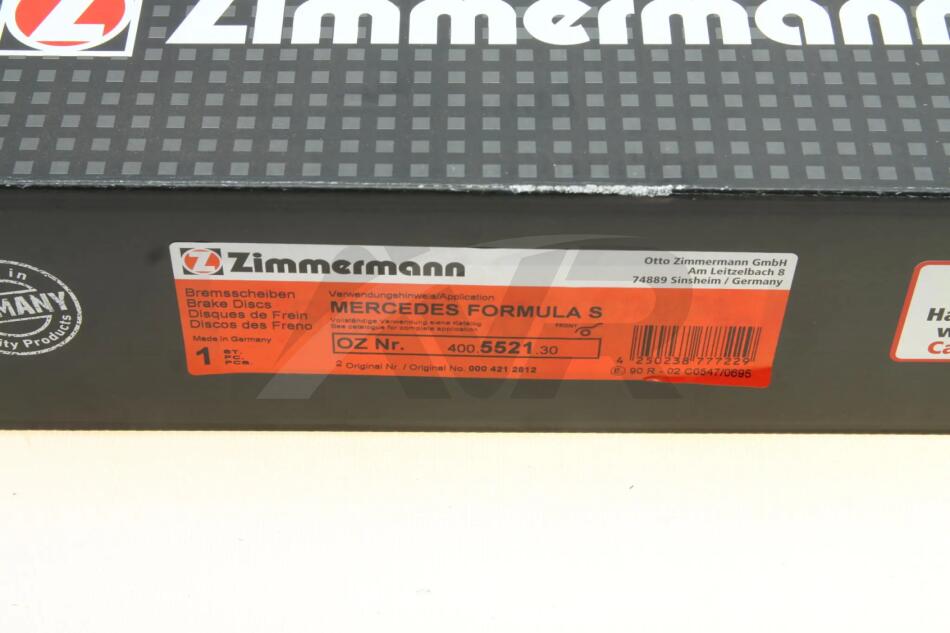 Zimmermann
Z Zimmermann
Otto Zimmermann GmbH
Am Leitzelbach 8
74889 Sinsheim / Germany
Bremsscheiben
Brake Discs
Disques de Frein
Discos des Freno
Made in Germany
1 ST.
PC.
PCS.
Verwendungshinweis/Application
MERCEDES FORMULA S
Vollständige Verwendung siehe Katalog
See catalogue for complete application
FRONT
OZ Nr. 400.5521.30
2 Original Nr. / Original No. 000 421 2812
4 250238 777229
90 R - 02 C0547/0695
in
MANY
ity Products
Ha
w
Ca